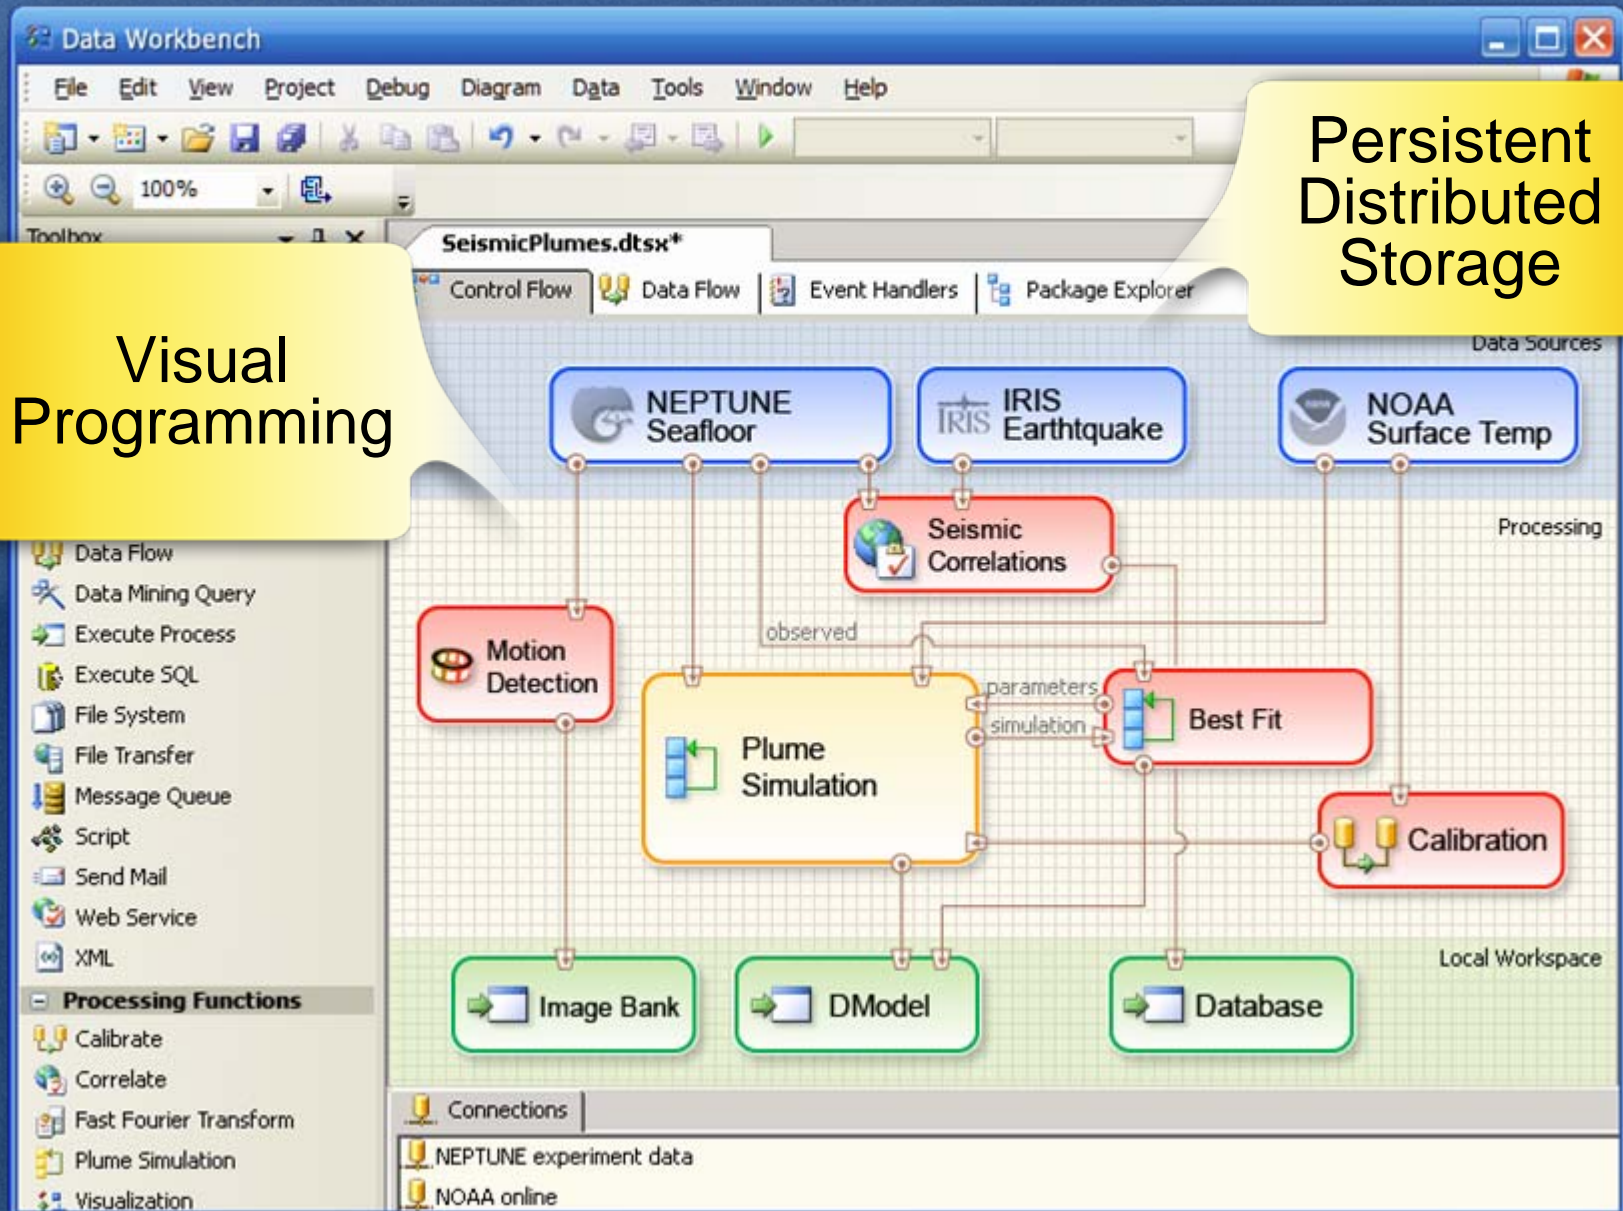 Data Workbench
File Edit View Project Debug Diagram Data Tools Window Help
100%
Toolbox
SeismicPlumes.dtsx*
Control Flow Data Flow Event Handlers Package Explorer
Persistent
Distributed
Storage
Visual
Programming
Data Sources
NEPTUNE
Seafloor
IRIS
IRIS
Earthtquake
NOAA
Surface Temp
Processing
Seismic
Correlations
Motion
Detection
observed
parameters
simulation
Plume
Simulation
Best Fit
Calibration
Local Workspace
Image Bank
DModel
Database
Data Flow
Data Mining Query
Execute Process
Execute SQL
File System
File Transfer
Message Queue
Script
Send Mail
Web Service
XML
Processing Functions
Calibrate
Correlate
Fast Fourier Transform
Plume Simulation
Visualization
Connections
NEPTUNE experiment data
NOAA online